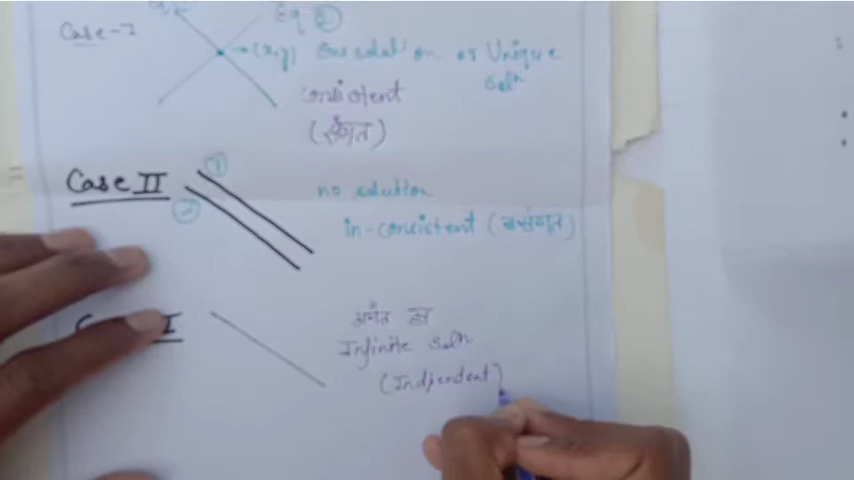 Case-I
Eq ②
→(x,y) One solution or Unique
Solⁿ
Consistent
(संगत)
Case II
①
②
no solution
in-consistent (असंगत)
अनंत हल
Infinite Solⁿ
(Indpendent)